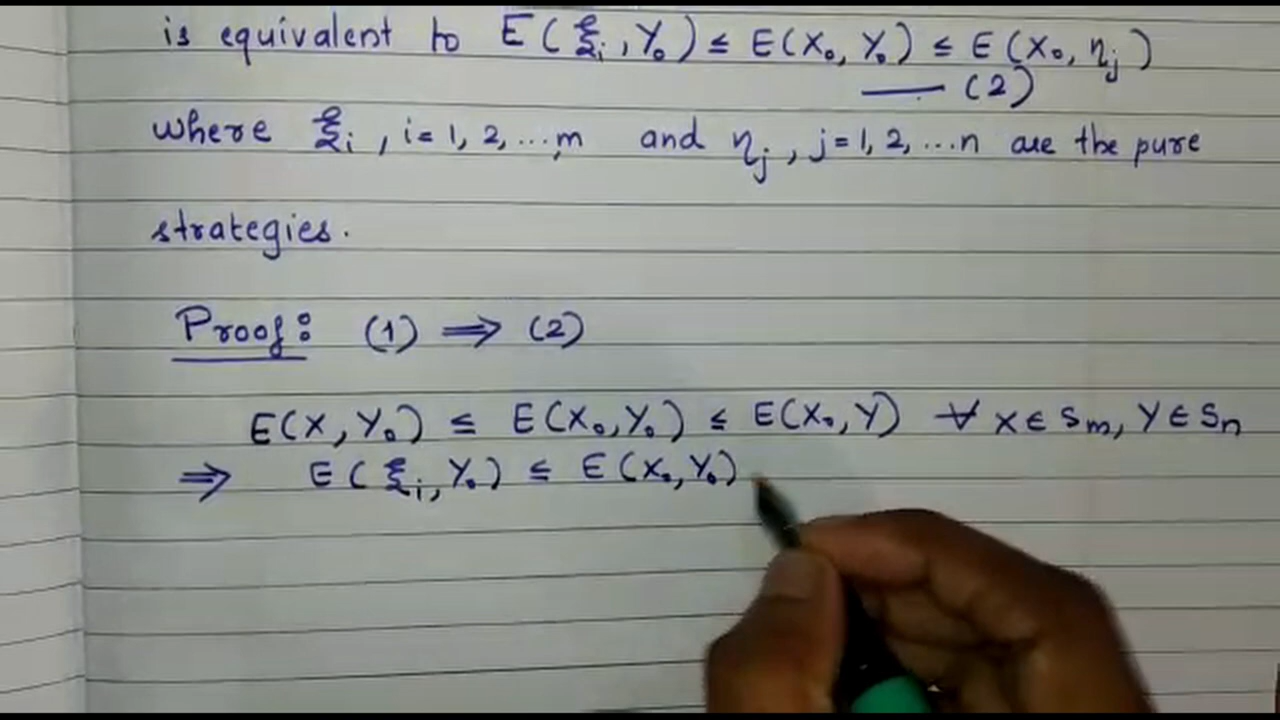 is equivalent to E(ξi, Y₀) ≤ E(X₀, Y₀) ≤ E(X₀, ηj)
—— (2)
where ξi, i=1, 2, ...m and ηj, j=1, 2, ...n are the pure
strategies.
Proof: (1) ⟹ (2)
E(X, Y₀) ≤ E(X₀, Y₀) ≤ E(X₀, Y) ∀ X ∈ Sm, Y ∈ Sn
⇒ E(ξi, Y₀) ≤ E(X₀, Y₀)